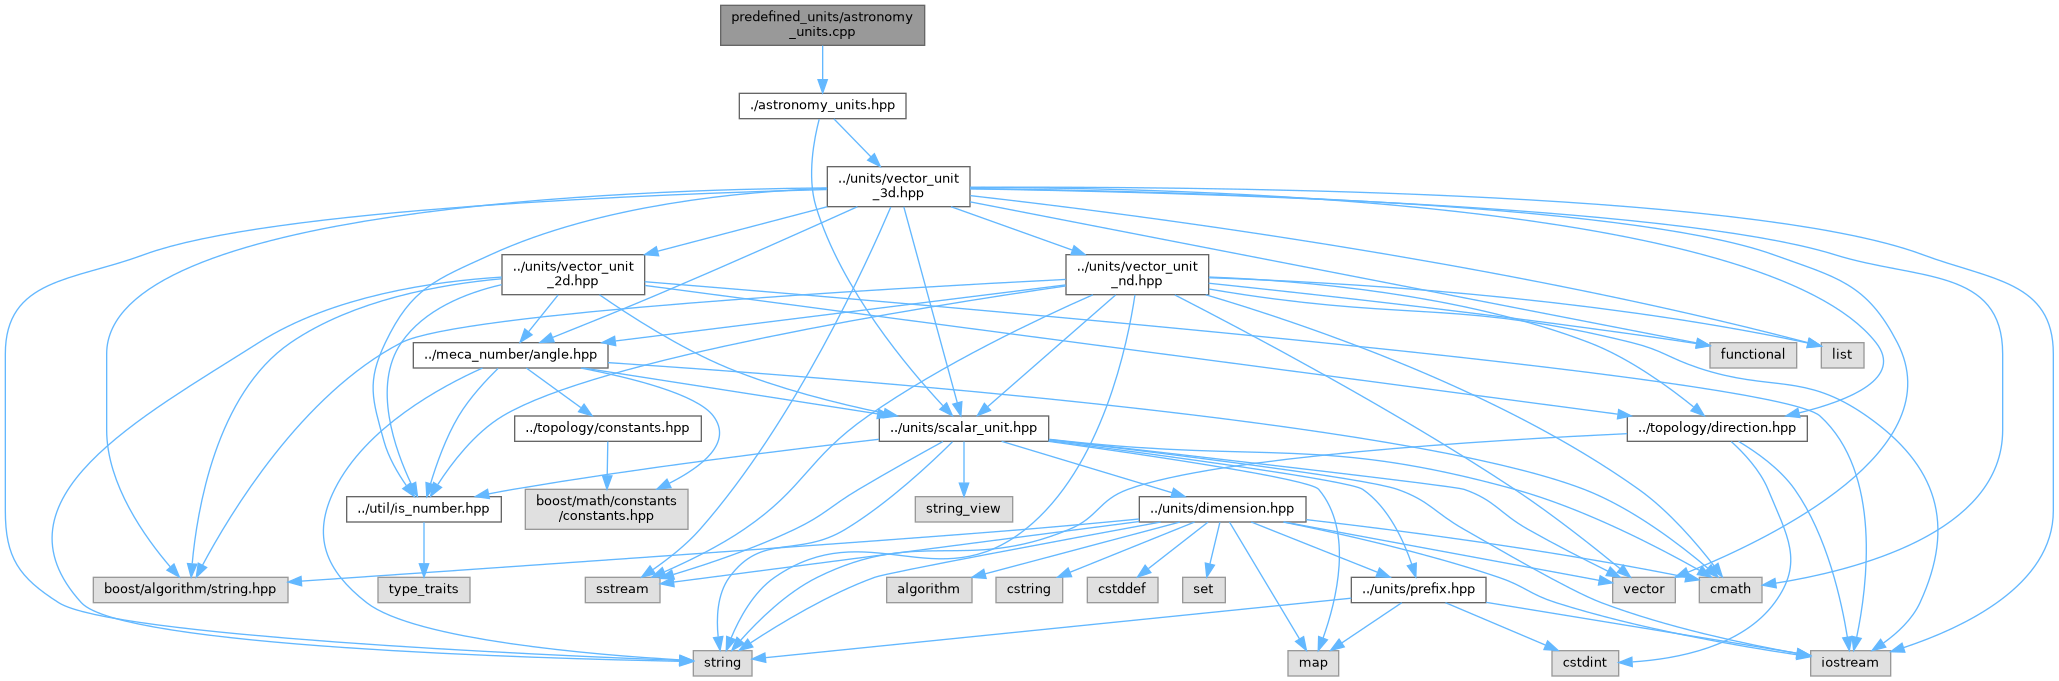 predefined_units/astronomy
_units.cpp
./astronomy_units.hpp
../units/vector_unit
_3d.hpp
../units/vector_unit
_2d.hpp
../units/vector_unit
_nd.hpp
../meca_number/angle.hpp
functional
list
../topology/constants.hpp
../units/scalar_unit.hpp
../topology/direction.hpp
../util/is_number.hpp
boost/math/constants
/constants.hpp
string_view
../units/dimension.hpp
boost/algorithm/string.hpp
type_traits
sstream
algorithm
cstring
cstddef
set
../units/prefix.hpp
vector
cmath
string
map
cstdint
iostream